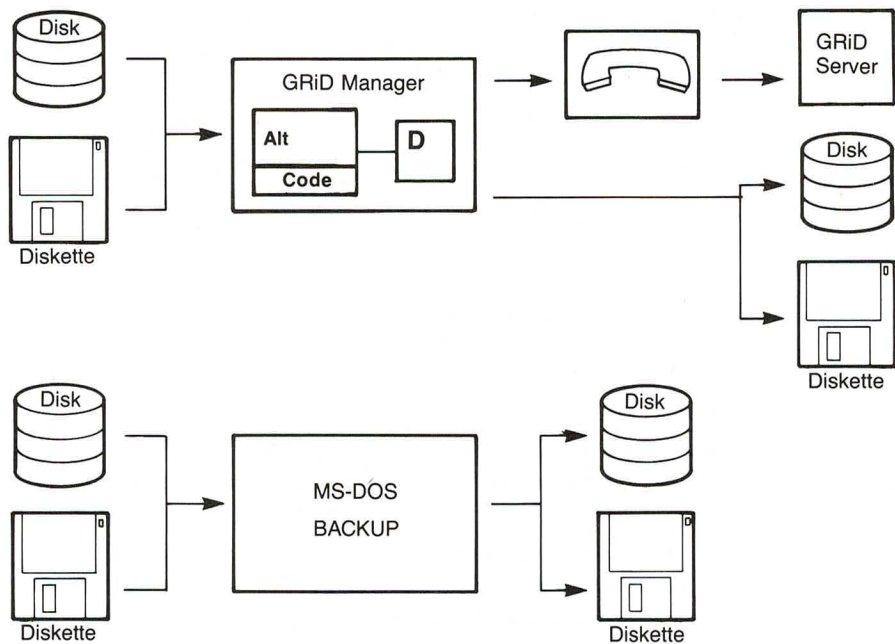 Disk
GRiD Manager
GRiD
Server
Alt
D
Code
Disk
Diskette
Diskette
Disk
Disk
MS-DOS
BACKUP
Diskette
Diskette